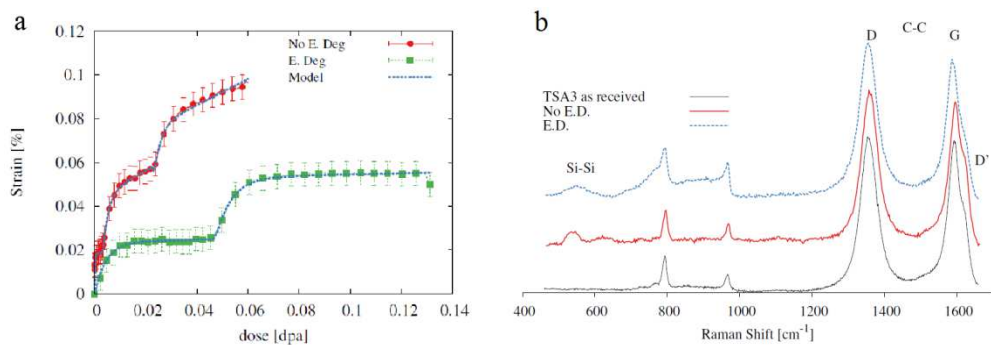 a
No E. Deg
E. Deg
Model
Strain [%]
0.1
0.08
0.06
0.04
0.02
0
0 0.02 0.04 0.06 0.08 0.1 0.12 0.14
dose [dpa]
b
D C-C G
TSA3 as received
No E.D.
E.D.
D'
Si-Si
400 600 800 1000 1200 1400 1600
Raman Shift [cm-1]